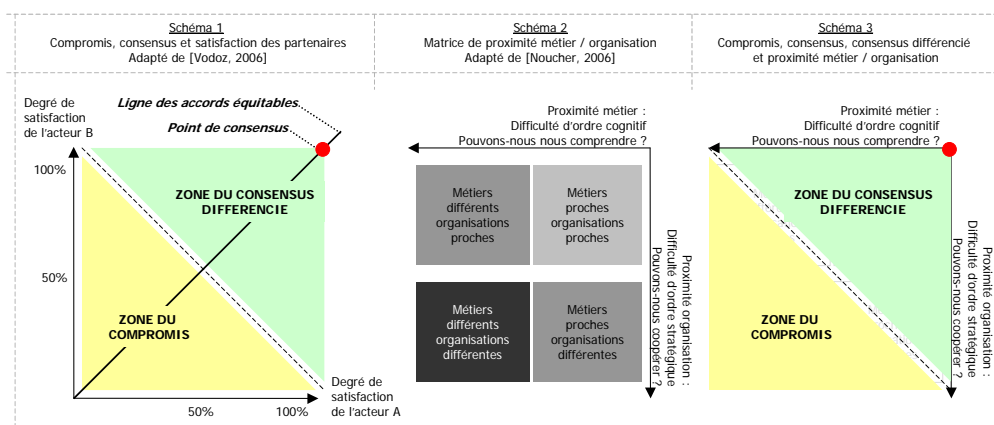 Schéma 1
Compromis, consensus et satisfaction des partenaires
Adapté de [Vodoz, 2006]
Schéma 2
Matrice de proximité métier / organisation
Adapté de [Noucher, 2006]
Schéma 3
Compromis, consensus, consensus différencié
et proximité métier / organisation
Degré de
satisfaction
de l'acteur B
Ligne des accords équitables
Point de consensus
100%
50%
ZONE DU CONSENSUS
DIFFERENCIE
ZONE DU
COMPROMIS
50%
100%
Degré de
satisfaction
de l'acteur A
Proximité métier :
Difficulté d'ordre cognitif
Pouvons-nous nous comprendre ?
Métiers
différents
organisations
proches
Métiers
proches
organisations
proches
Métiers
différents
organisations
différentes
Métiers
proches
organisations
différentes
Proximité organisation :
Difficulté d'ordre stratégique
Pouvons-nous coopérer ?
Proximité métier :
Difficulté d'ordre cognitif
Pouvons-nous nous comprendre ?
ZONE DU CONSENSUS
DIFFERENCIE
ZONE DU
COMPROMIS
Proximité organisation :
Difficulté d'ordre stratégique
Pouvons-nous coopérer ?